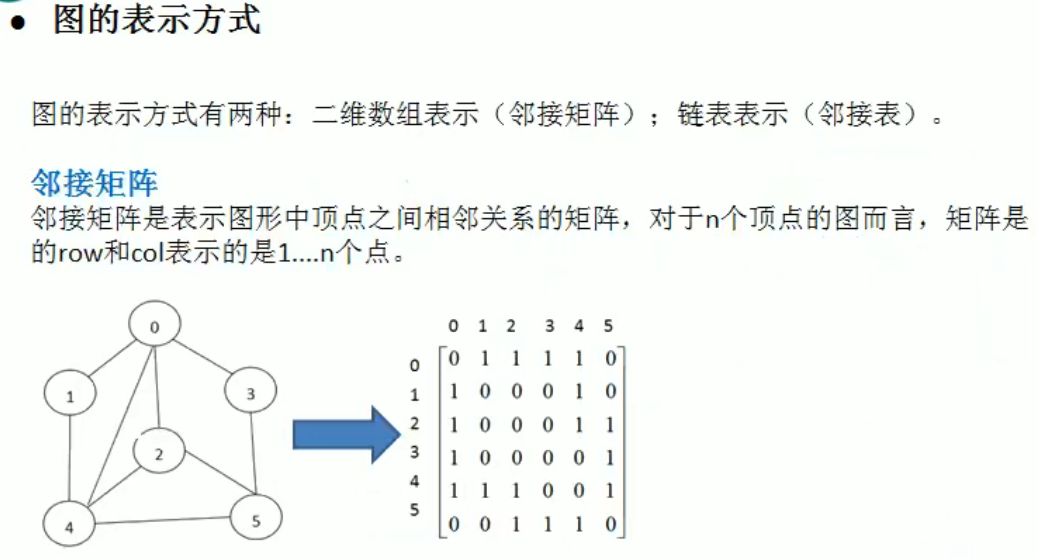 ● 图的表示方式
图的表示方式有两种：二维数组表示（邻接矩阵）；链表表示（邻接表）。
邻接矩阵
邻接矩阵是表示图形中顶点之间相邻关系的矩阵，对于n个顶点的图而言，矩阵是
的row和col表示的是1....n个点。
0
1
3
2
4
5
0 1 2 3 4 5
0 0 1 1 1 1 0
1 1 0 0 0 1 0
2 1 0 0 0 1 1
3 1 0 0 0 0 1
4 1 1 1 0 0 1
5 0 0 1 1 1 0